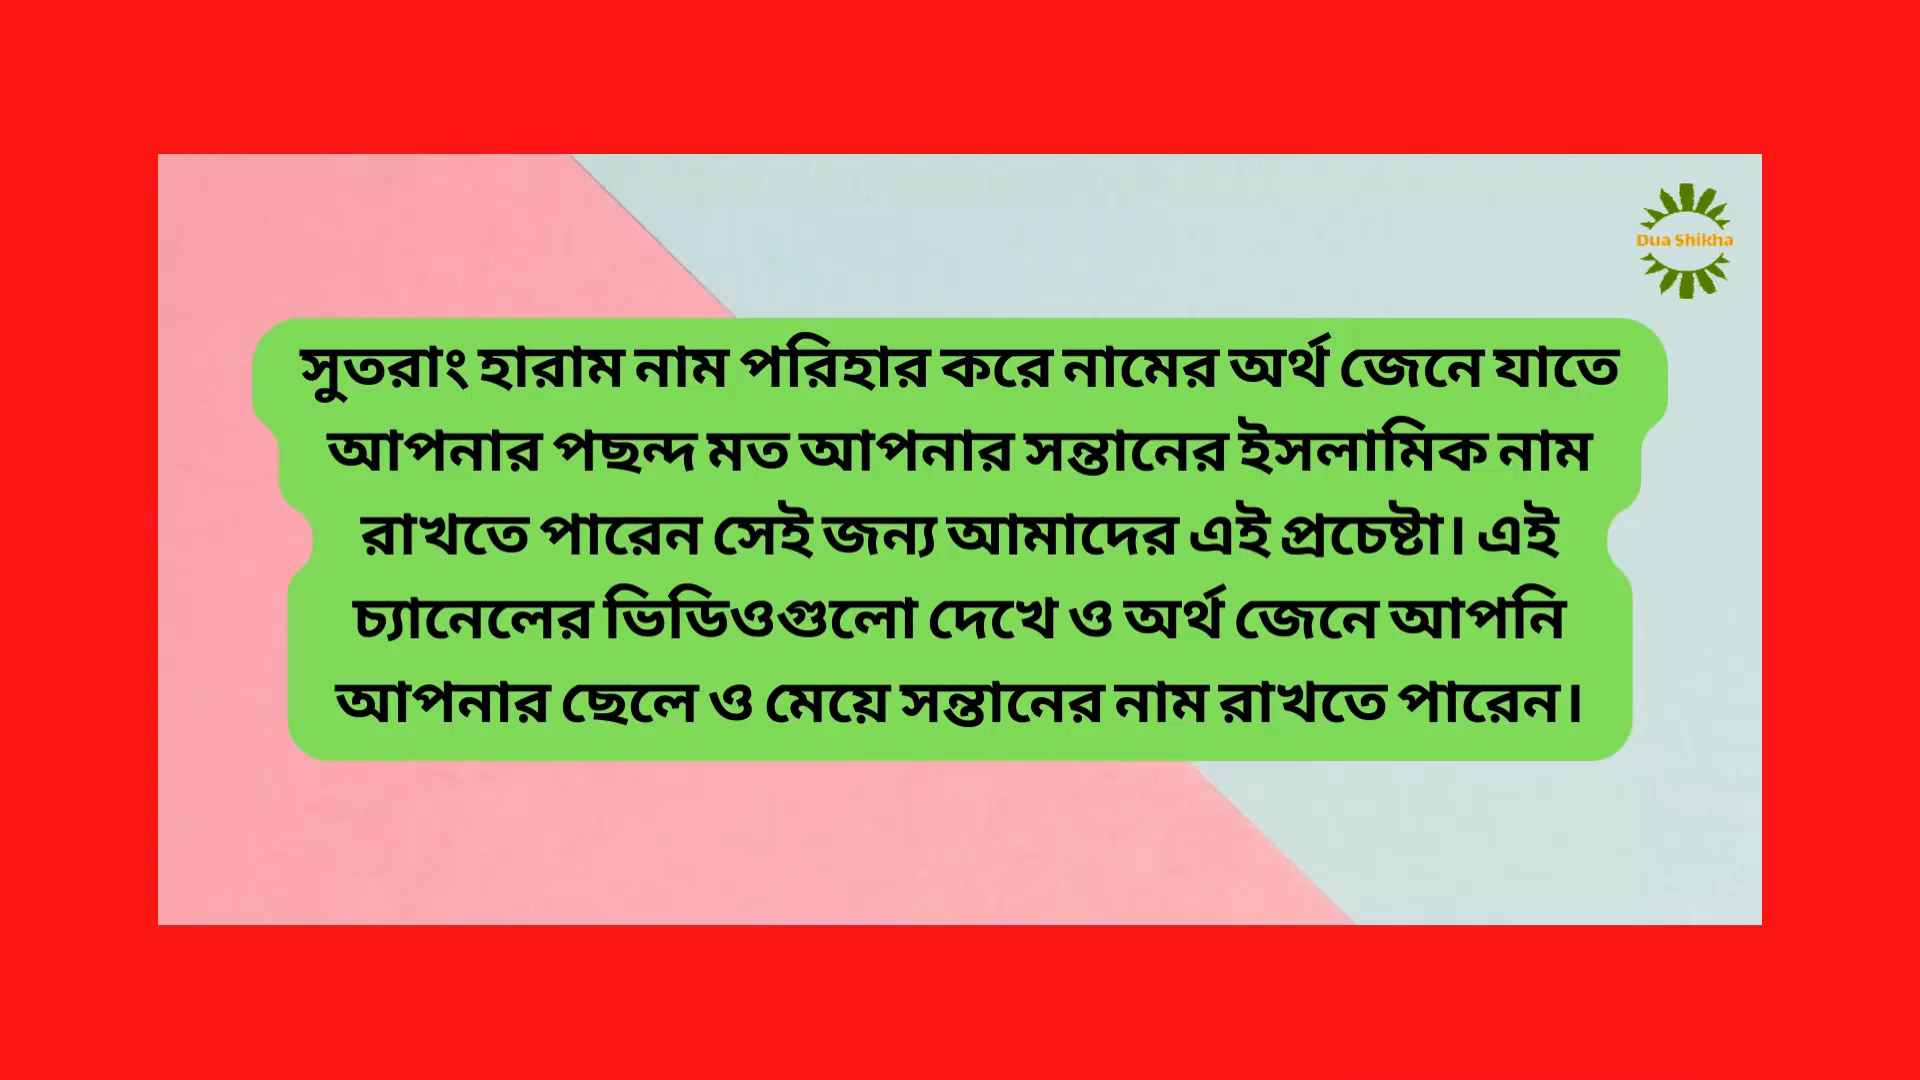 Dua Shikha
সুতরাং হারাম নাম পরিহার করে নামের অর্থ জেনে যাতে
আপনার পছন্দ মত আপনার সন্তানের ইসলামিক নাম
রাখতে পারেন সেই জন্য আমাদের এই প্রচেষ্টা। এই
চ্যানেলের ভিডিওগুলো দেখে ও অর্থ জেনে আপনি
আপনার ছেলে ও মেয়ে সন্তানের নাম রাখতে পারেন।